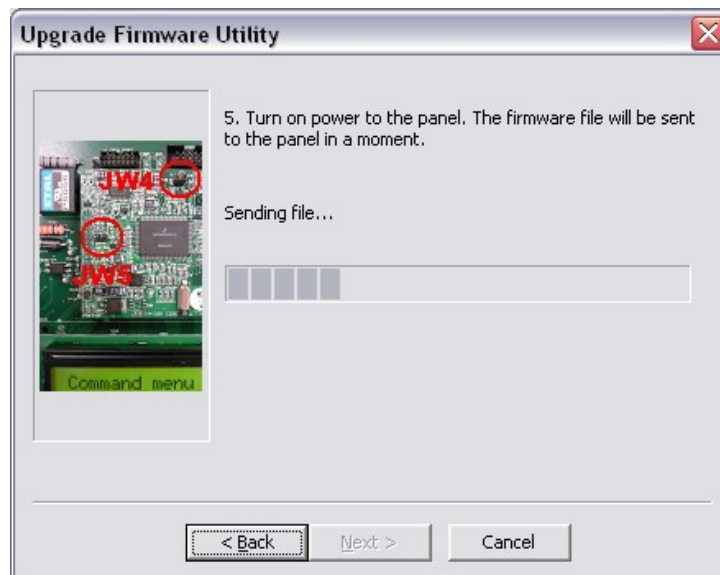 Upgrade Firmware Utility
5. Turn on power to the panel. The firmware file will be sent
to the panel in a moment.
JW4
Sending file...
JW5
Command menu
< Back
Next >
Cancel